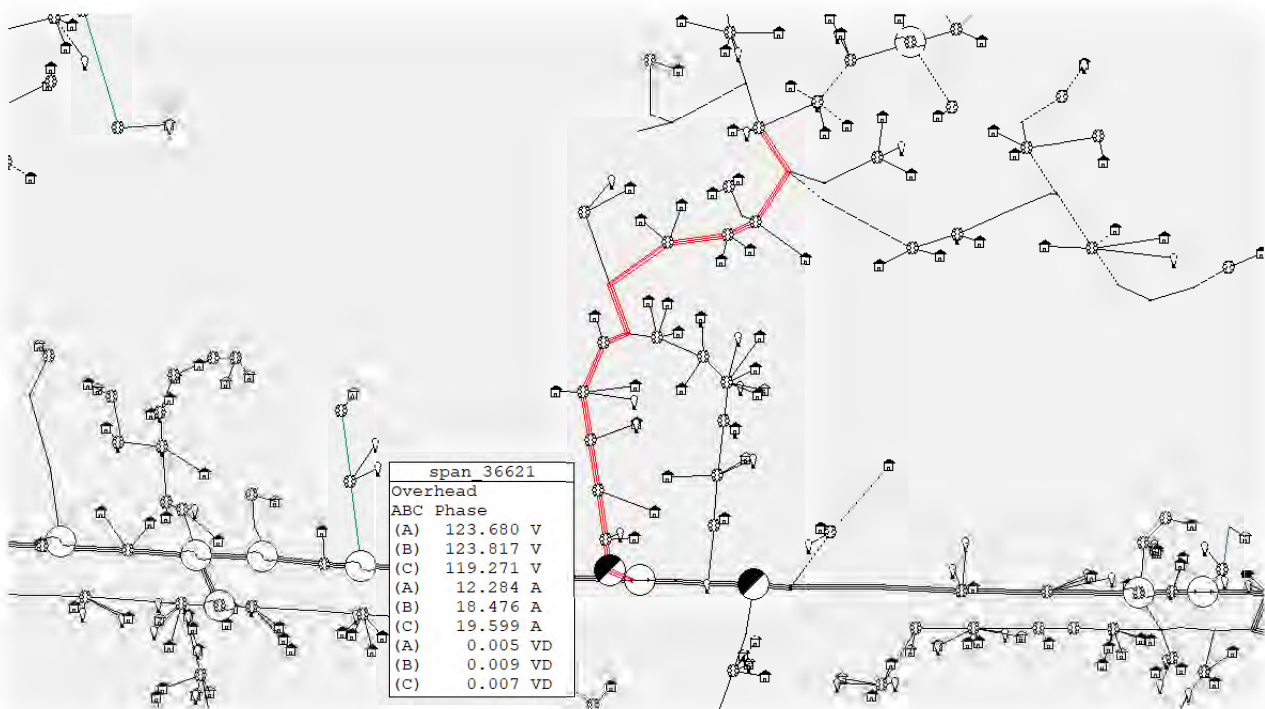 span_36621
Overhead
ABC Phase
(A) 123.680 V
(B) 123.817 V
(C) 119.271 V
(A) 12.284 A
(B) 18.476 A
(C) 19.599 A
(A) 0.005 VD
(B) 0.009 VD
(C) 0.007 VD